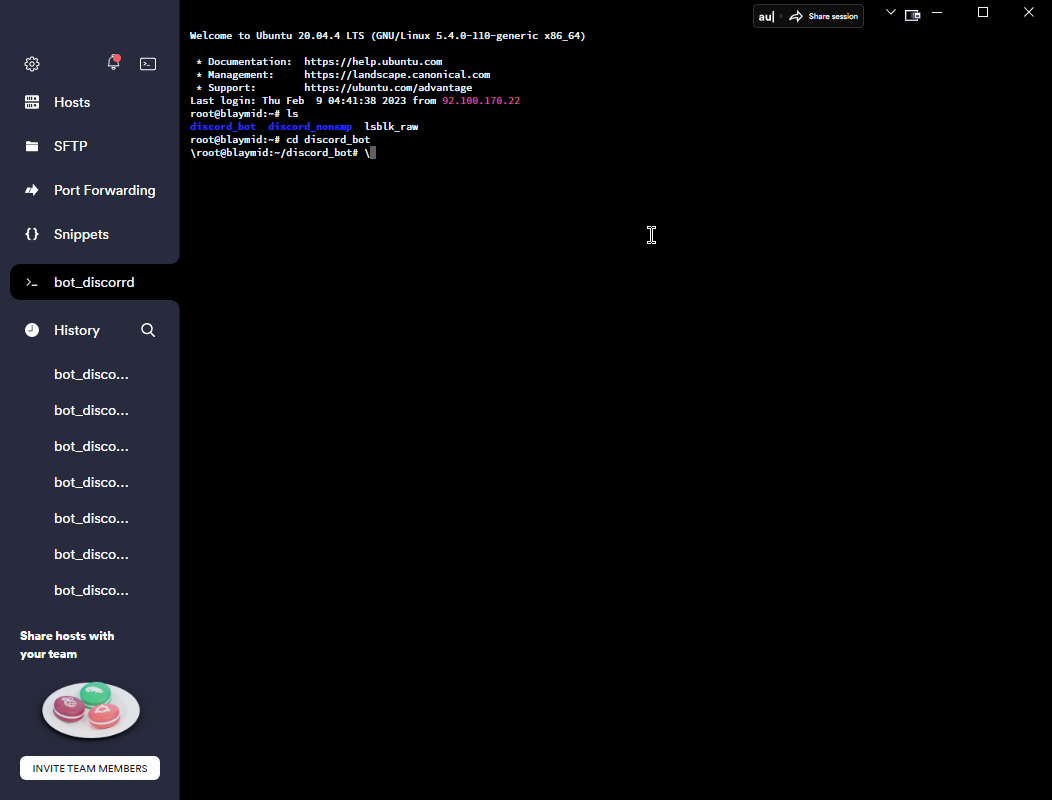 au| Share session
Hosts
SFTP
Port Forwarding
Snippets
bot_discorrd
History
bot_disco...
bot_disco...
bot_disco...
bot_disco...
bot_disco...
bot_disco...
bot_disco...
Share hosts with
your team
INVITE TEAM MEMBERS
Welcome to Ubuntu 20.04.4 LTS (GNU/Linux 5.4.0-110-generic x86_64)
* Documentation:  https://help.ubuntu.com
* Management:     https://landscape.canonical.com
* Support:        https://ubuntu.com/advantage
Last login: Thu Feb  9 04:41:38 2023 from 92.100.170.22
root@blaymid:~# ls
discord_bot  discord_nonsmp  lsblk_raw
root@blaymid:~# cd discord_bot
\root@blaymid:~/discord_bot# \